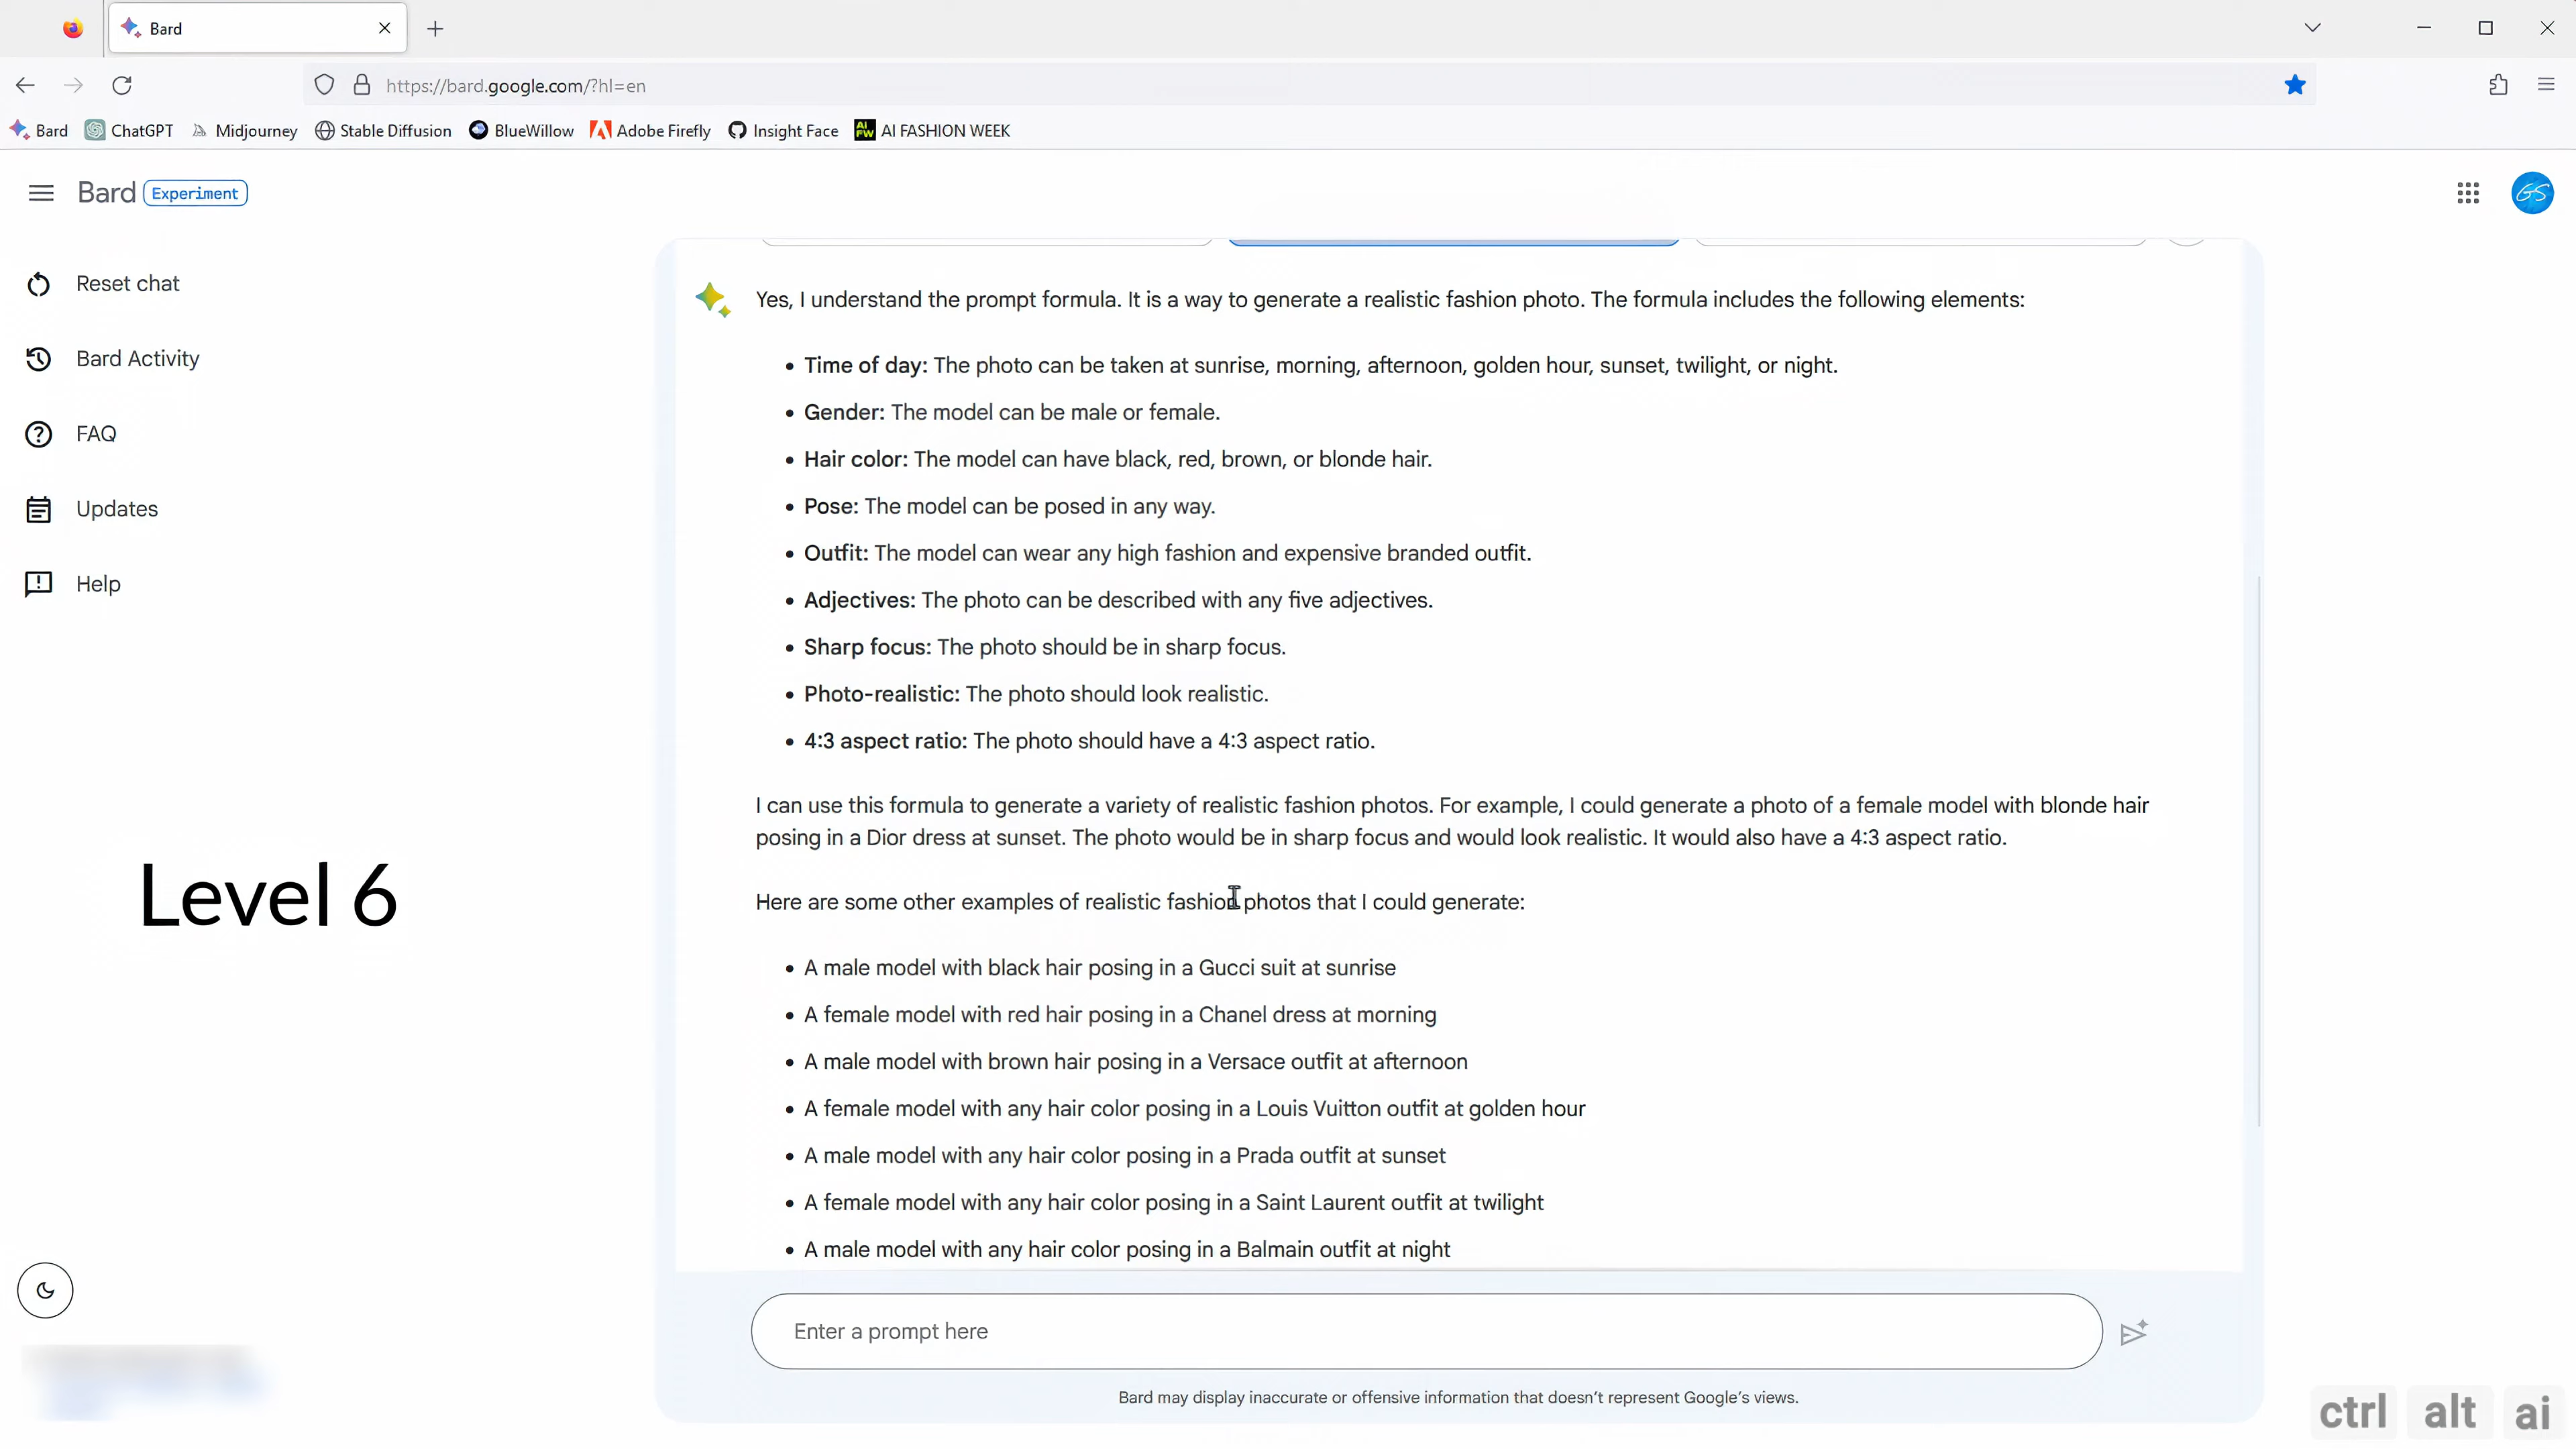 Bard
https://bard.google.com/?hl=en
Bard ChatGPT Midjourney Stable Diffusion BlueWillow Adobe Firefly Insight Face AI FASHION WEEK
Bard Experiment
GS
Reset chat
Bard Activity
FAQ
Updates
Help
Level 6
Yes, I understand the prompt formula. It is a way to generate a realistic fashion photo. The formula includes the following elements:
• Time of day: The photo can be taken at sunrise, morning, afternoon, golden hour, sunset, twilight, or night.
• Gender: The model can be male or female.
• Hair color: The model can have black, red, brown, or blonde hair.
• Pose: The model can be posed in any way.
• Outfit: The model can wear any high fashion and expensive branded outfit.
• Adjectives: The photo can be described with any five adjectives.
• Sharp focus: The photo should be in sharp focus.
• Photo-realistic: The photo should look realistic.
• 4:3 aspect ratio: The photo should have a 4:3 aspect ratio.
I can use this formula to generate a variety of realistic fashion photos. For example, I could generate a photo of a female model with blonde hair
posing in a Dior dress at sunset. The photo would be in sharp focus and would look realistic. It would also have a 4:3 aspect ratio.
Here are some other examples of realistic fashion photos that I could generate:
• A male model with black hair posing in a Gucci suit at sunrise
• A female model with red hair posing in a Chanel dress at morning
• A male model with brown hair posing in a Versace outfit at afternoon
• A female model with any hair color posing in a Louis Vuitton outfit at golden hour
• A male model with any hair color posing in a Prada outfit at sunset
• A female model with any hair color posing in a Saint Laurent outfit at twilight
• A male model with any hair color posing in a Balmain outfit at night
Enter a prompt here
Bard may display inaccurate or offensive information that doesn't represent Google's views.
ctrl alt ai